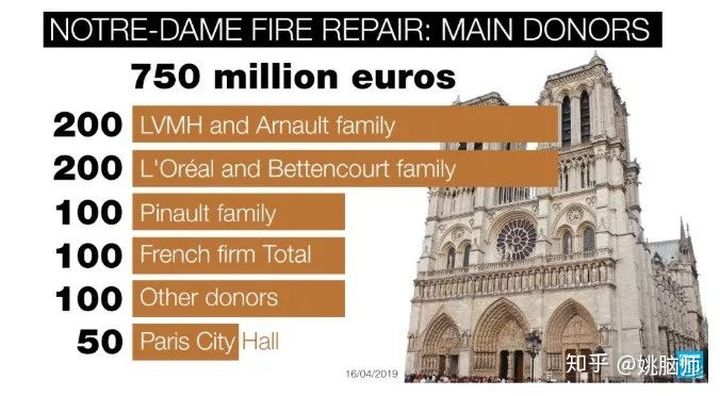 NOTRE-DAME FIRE REPAIR: MAIN DONORS
750 million euros
200 LVMH and Arnault family
200 L'Oréal and Bettencourt family
100 Pinault family
100 French firm Total
100 Other donors
50 Paris City Hall
16/04/2019
知乎 @姚脑师